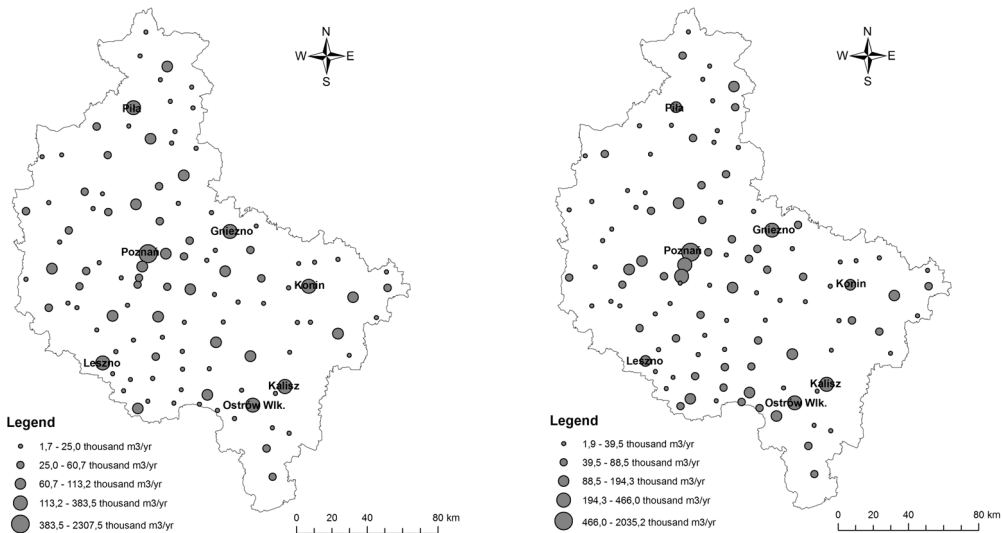 N
W E
S
Piła
Gniezno
Poznań
Konin
Leszno
Kalisz
Ostrów Wlk.
Legend
1,7 - 25,0 thousand m3/yr
25,0 - 60,7 thousand m3/yr
60,7 - 113,2 thousand m3/yr
113,2 - 383,5 thousand m3/yr
383,5 - 2307,5 thousand m3/yr
0 20 40 60 80 km
N
W E
S
Piła
Gniezno
Poznań
Konin
Leszno
Kalisz
Ostrów Wlk.
Legend
1,9 - 39,5 thousand m3/yr
39,5 - 88,5 thousand m3/yr
88,5 - 194,3 thousand m3/yr
194,3 - 466,0 thousand m3/yr
466,0 - 2035,2 thousand m3/yr
0 20 40 60 80 km